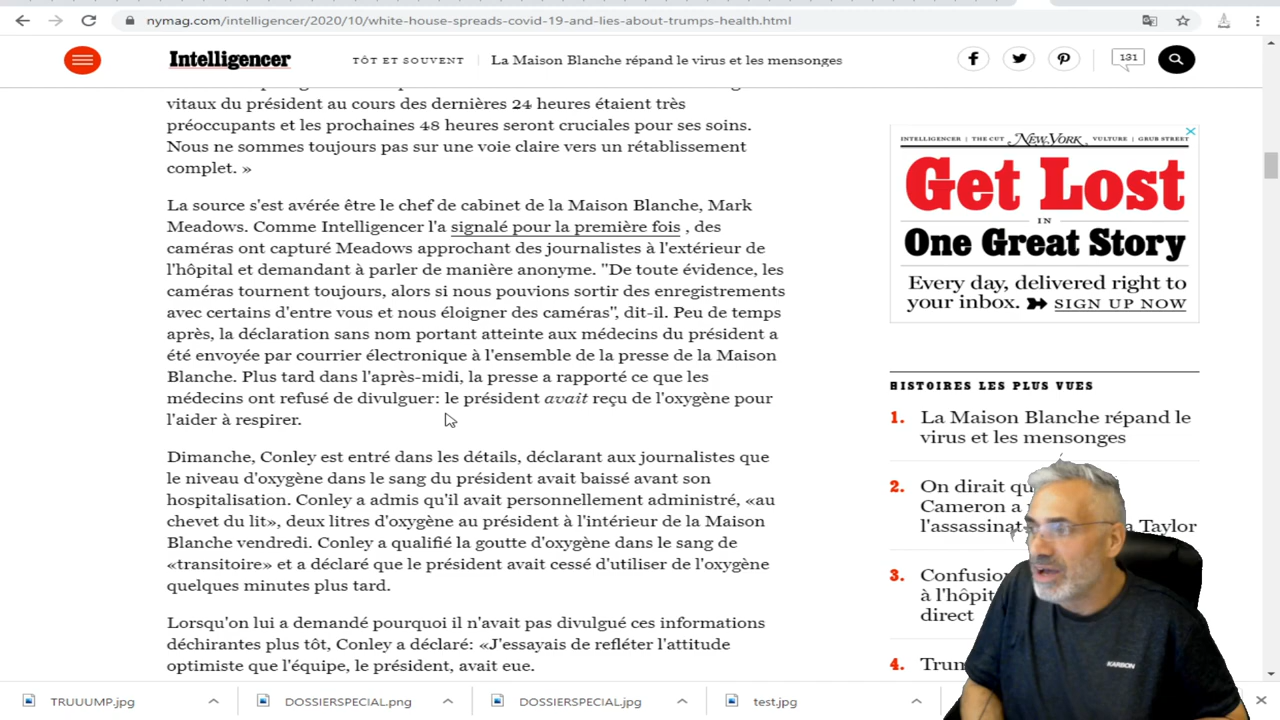 nymag.com/intelligencer/2020/10/white-house-spreads-covid-19-and-lies-about-trumps-health.html
Intelligencer
TÔT ET SOUVENT
La Maison Blanche répand le virus et les mensonges
131
vitaux du président au cours des dernières 24 heures étaient très
préoccupants et les prochaines 48 heures seront cruciales pour ses soins.
Nous ne sommes toujours pas sur une voie claire vers un rétablissement
complet. »
La source s'est avérée être le chef de cabinet de la Maison Blanche, Mark
Meadows. Comme Intelligencer l'a signalé pour la première fois , des
caméras ont capturé Meadows approchant des journalistes à l'extérieur de
l'hôpital et demandant à parler de manière anonyme. "De toute évidence, les
caméras tournent toujours, alors si nous pouvions sortir des enregistrements
avec certains d'entre vous et nous éloigner des caméras", dit-il. Peu de temps
après, la déclaration sans nom portant atteinte aux médecins du président a
été envoyée par courrier électronique à l'ensemble de la presse de la Maison
Blanche. Plus tard dans l'après-midi, la presse a rapporté ce que les
médecins ont refusé de divulguer: le président avait reçu de l'oxygène pour
l'aider à respirer.
Dimanche, Conley est entré dans les détails, déclarant aux journalistes que
le niveau d'oxygène dans le sang du président avait baissé avant son
hospitalisation. Conley a admis qu'il avait personnellement administré, «au
chevet du lit», deux litres d'oxygène au président à l'intérieur de la Maison
Blanche vendredi. Conley a qualifié la goutte d'oxygène dans le sang de
«transitoire» et a déclaré que le président avait cessé d'utiliser de l'oxygène
quelques minutes plus tard.
Lorsqu'on lui a demandé pourquoi il n'avait pas divulgué ces informations
déchirantes plus tôt, Conley a déclaré: «J'essayais de refléter l'attitude
optimiste que l'équipe, le président, avait eue.
INTELLIGENCER | THE CUT NEW YORK VULTURE | GRUB STREET
Get Lost
IN
One Great Story
Every day, delivered right to
your inbox. SIGN UP NOW
HISTOIRES LES PLUS VUES
1. La Maison Blanche répand le
virus et les mensonges
2. On dirait
Cameron a
l'assassinat Taylor
3.
à l'hôpit
direct
4.
KARBON
TRUUUMP.jpg
DOSSIERSPECIAL.png
DOSSIERSPECIAL.jpg
test.jpg